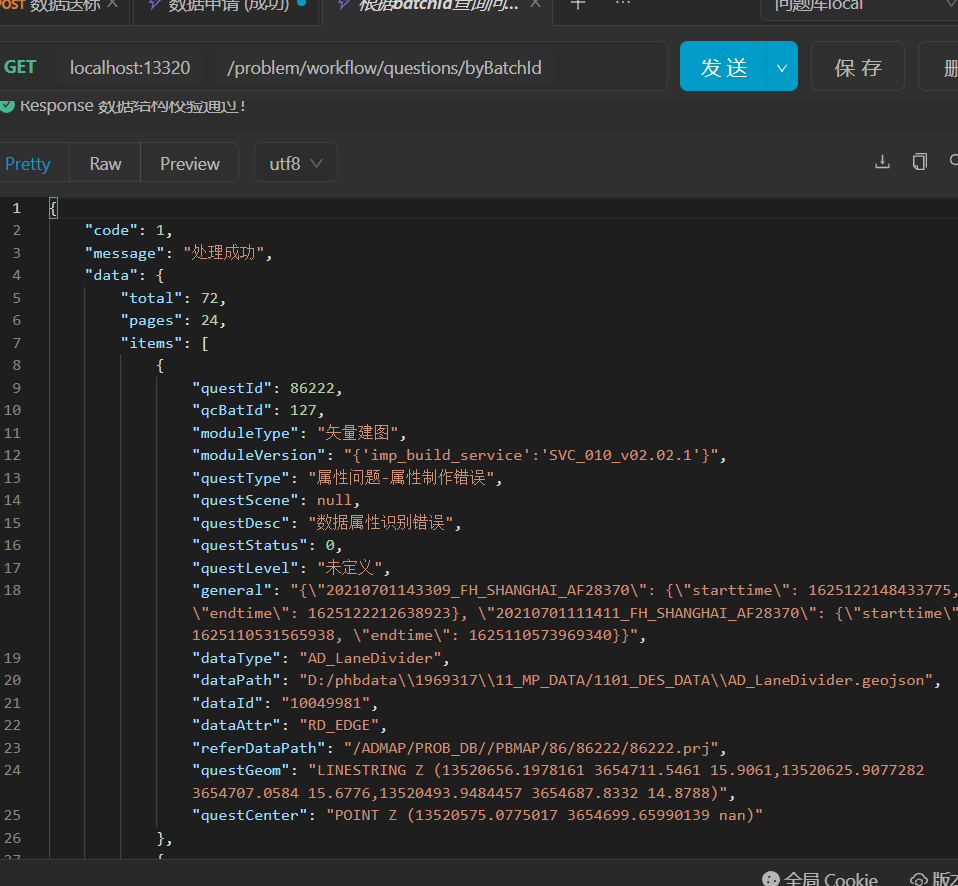 POST 数据送标 × 数据申请 (成功) 根据batchId查询问... × + ... 问题库local
GET localhost:13320 /problem/workflow/questions/byBatchId 发 送 保 存 删
Response 数据结构校验通过!
Pretty Raw Preview utf8
1 {
2 "code": 1,
3 "message": "处理成功",
4 "data": {
5 "total": 72,
6 "pages": 24,
7 "items": [
8 {
9 "questId": 86222,
10 "qcBatId": 127,
11 "moduleType": "矢量建图",
12 "moduleVersion": "{'imp_build_service':'SVC_010_v02.02.1'}",
13 "questType": "属性问题-属性制作错误",
14 "questScene": null,
15 "questDesc": "数据属性识别错误",
16 "questStatus": 0,
17 "questLevel": "未定义",
18 "general": "{\"20210701143309_FH_SHANGHAI_AF28370\": {\"starttime\": 1625122148433775,
\"endtime\": 1625122212638923}, \"20210701111411_FH_SHANGHAI_AF28370\": {\"starttime\"
1625110531565938, \"endtime\": 1625110573969340}}",
19 "dataType": "AD_LaneDivider",
20 "dataPath": "D:/phbdata\\1969317\\11_MP_DATA/1101_DES_DATA\\AD_LaneDivider.geojson",
21 "dataId": "10049981",
22 "dataAttr": "RD_EDGE",
23 "referDataPath": "/ADMAP/PROB_DB//PBMAP/86/86222/86222.prj",
24 "questGeom": "LINESTRING Z (13520656.1978161 3654711.5461 15.9061,13520625.9077282
3654707.0584 15.6776,13520493.9484457 3654687.8332 14.8788)",
25 "questCenter": "POINT Z (13520575.0775017 3654699.65990139 nan)"
26 },
27 {
全局 Cookie 版本